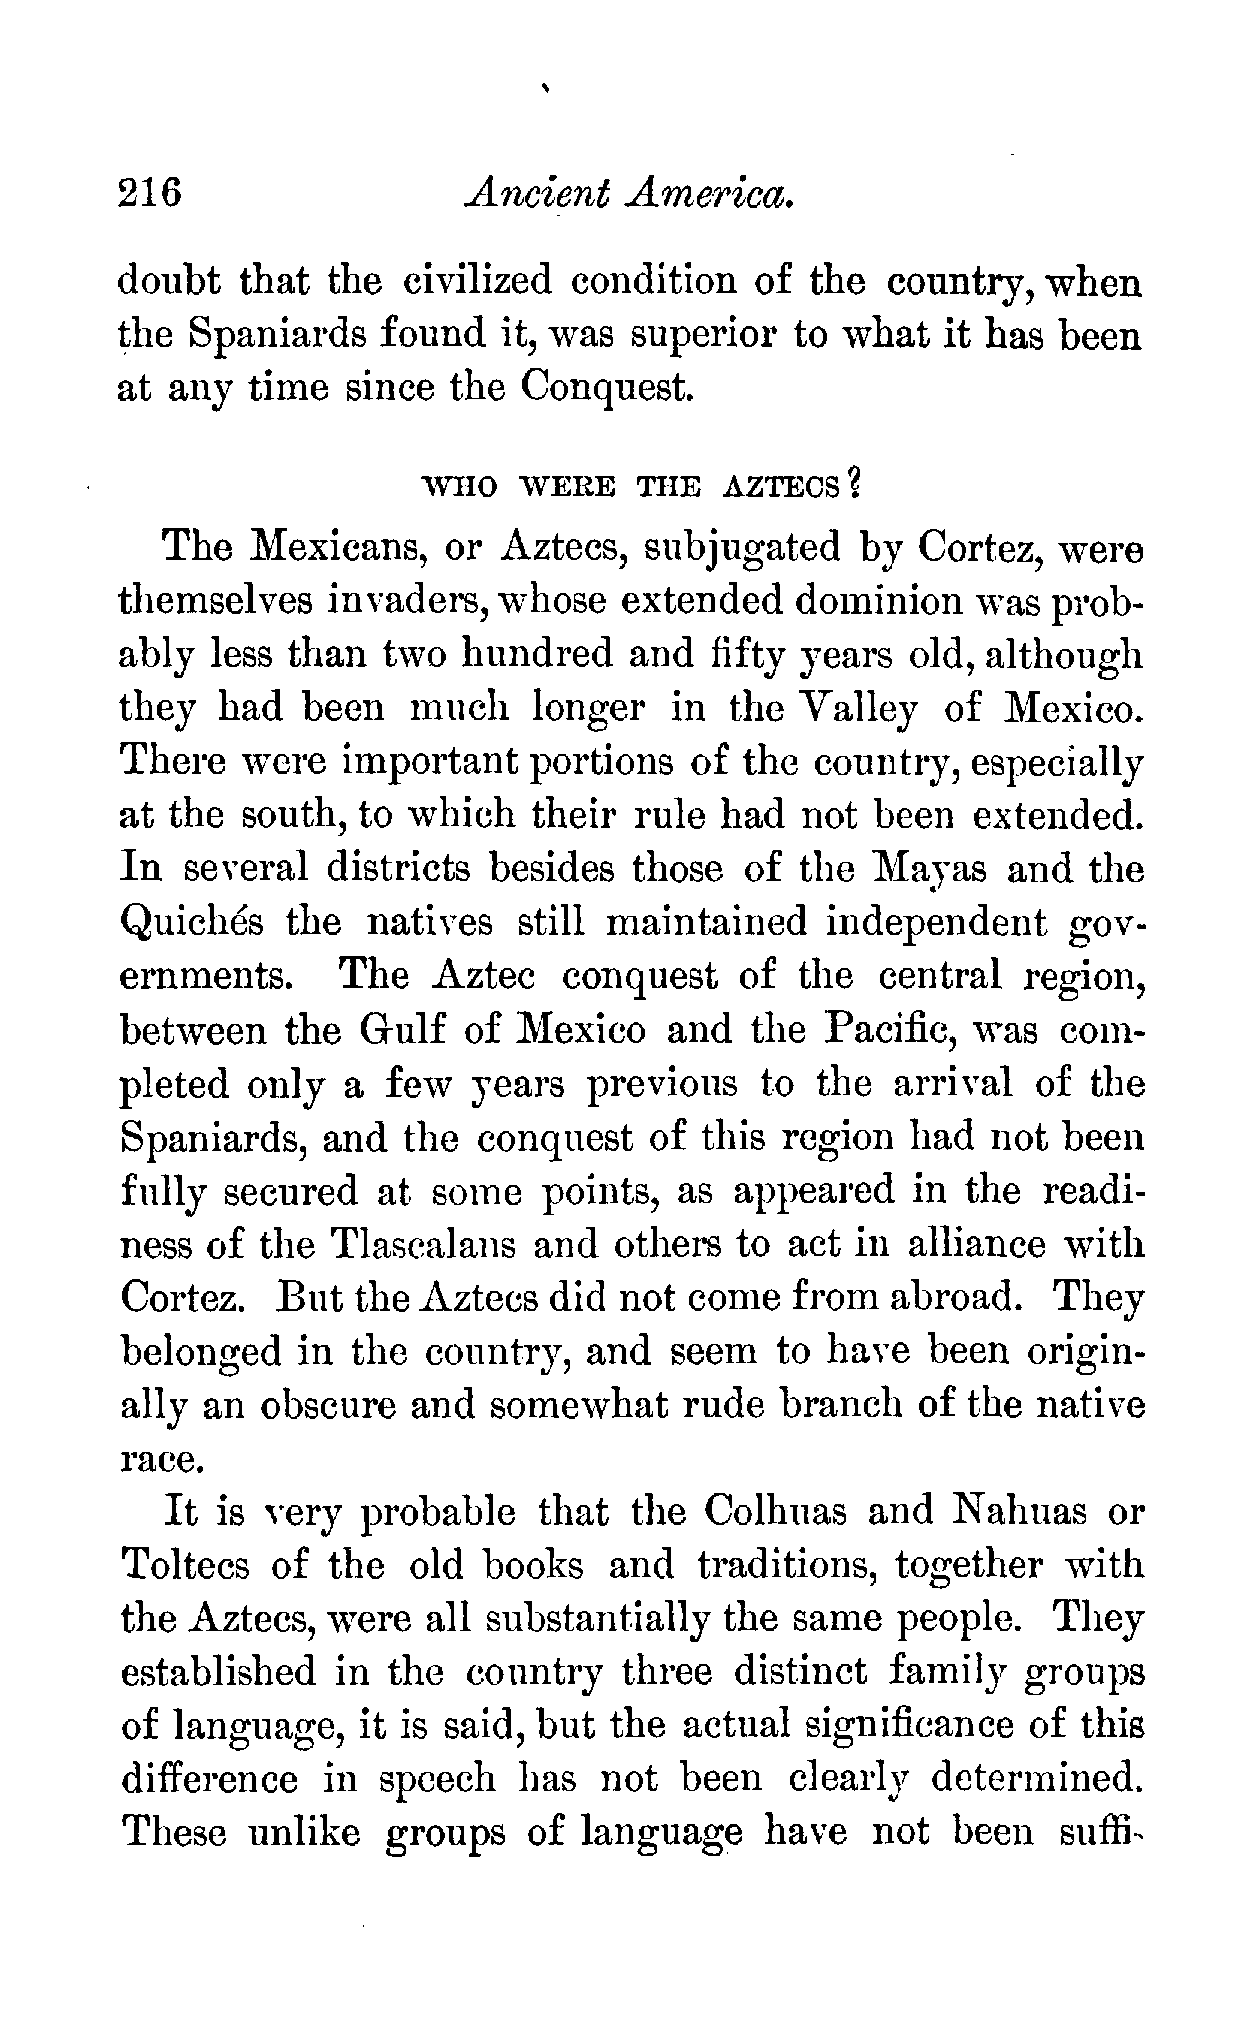 216 Ancient America.
doubt that the civilized condition of the country, when
the Spaniards found it, was superior to what it has been
at any time since the Conquest.
WHO WERE THE AZTECS?
The Mexicans, or Aztecs, subjugated by Cortez, were
themselves invaders, whose extended dominion was prob-
ably less than two hundred and fifty years old, although
they had been much longer in the Valley of Mexico.
There were important portions of the country, especially
at the south, to which their rule had not been extended.
In several districts besides those of the Mayas and the
Quichés the natives still maintained independent gov-
ernments. The Aztec conquest of the central region,
between the Gulf of Mexico and the Pacific, was com-
pleted only a few years previous to the arrival of the
Spaniards, and the conquest of this region had not been
fully secured at some points, as appeared in the readi-
ness of the Tlascalans and others to act in alliance with
Cortez. But the Aztecs did not come from abroad. They
belonged in the country, and seem to have been origin-
ally an obscure and somewhat rude branch of the native
race.
It is very probable that the Colhuas and Nahuas or
Toltecs of the old books and traditions, together with
the Aztecs, were all substantially the same people. They
established in the country three distinct family groups
of language, it is said, but the actual significance of this
difference in speech has not been clearly determined.
These unlike groups of language have not been suffi-